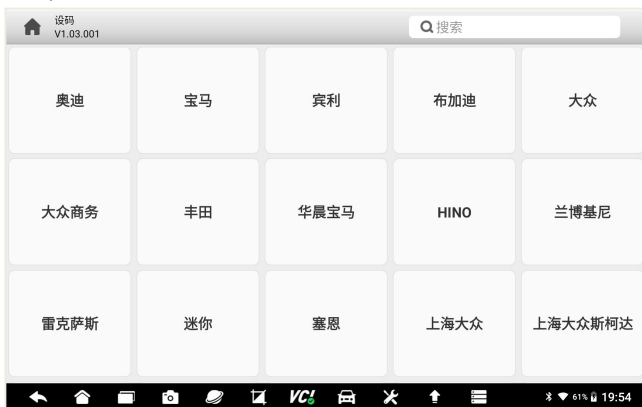 设码
V1.03.001
搜索
奥迪 宝马 宾利 布加迪 大众
大众商务 丰田 华晨宝马 HINO 兰博基尼
雷克萨斯 迷你 塞恩 上海大众 上海大众斯柯达
VCI 61% 19:54